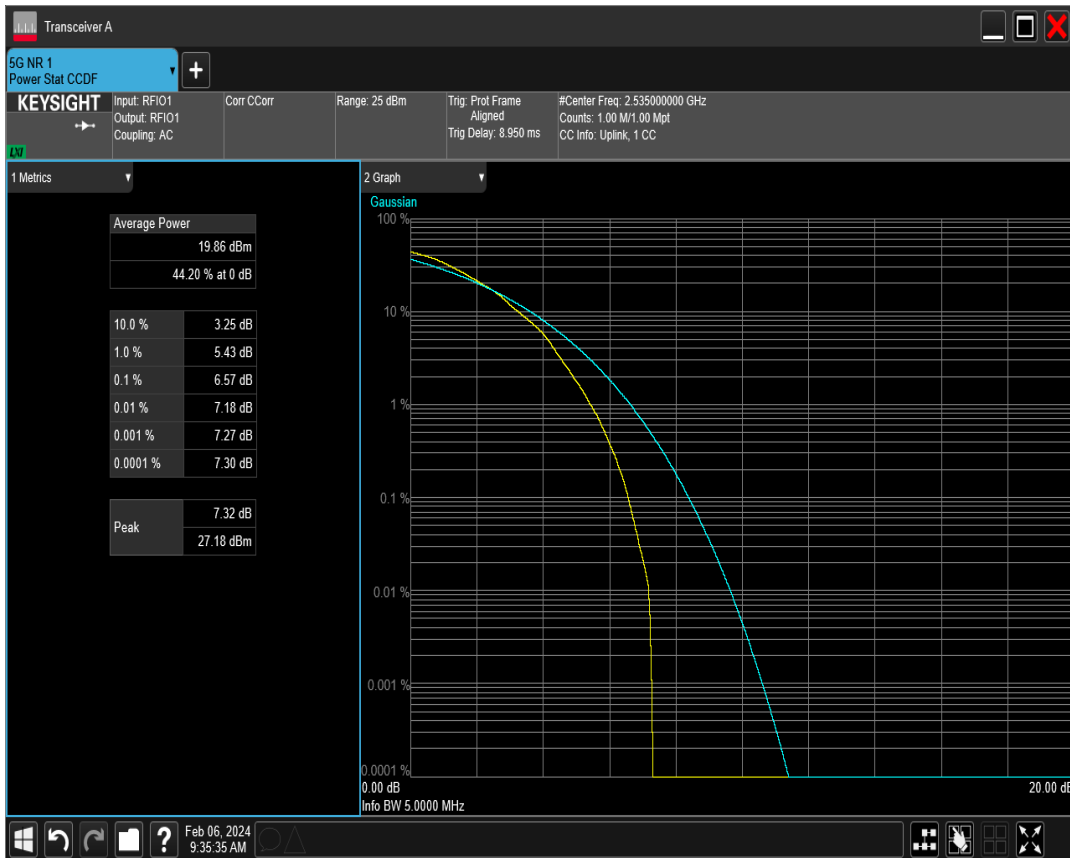 Transceiver A
5G NR 1
Power Stat CCDF
+
KEYSIGHT
LXI
Input: RFIO1
Output: RFIO1
Coupling: AC
Corr CCorr
Range: 25 dBm
Trig: Prot Frame
Aligned
Trig Delay: 8.950 ms
#Center Freq: 2.535000000 GHz
Counts: 1.00 M/1.00 Mpt
CC Info: Uplink, 1 CC
1 Metrics
Average Power
19.86 dBm
44.20 % at 0 dB
10.0 % 3.25 dB
1.0 % 5.43 dB
0.1 % 6.57 dB
0.01 % 7.18 dB
0.001 % 7.27 dB
0.0001 % 7.30 dB
Peak
7.32 dB
27.18 dBm
2 Graph
Gaussian
100 %
10 %
1 %
0.1 %
0.01 %
0.001 %
0.0001 %
0.00 dB 20.00 dB
Info BW 5.0000 MHz
?
Feb 06, 2024
9:35:35 AM